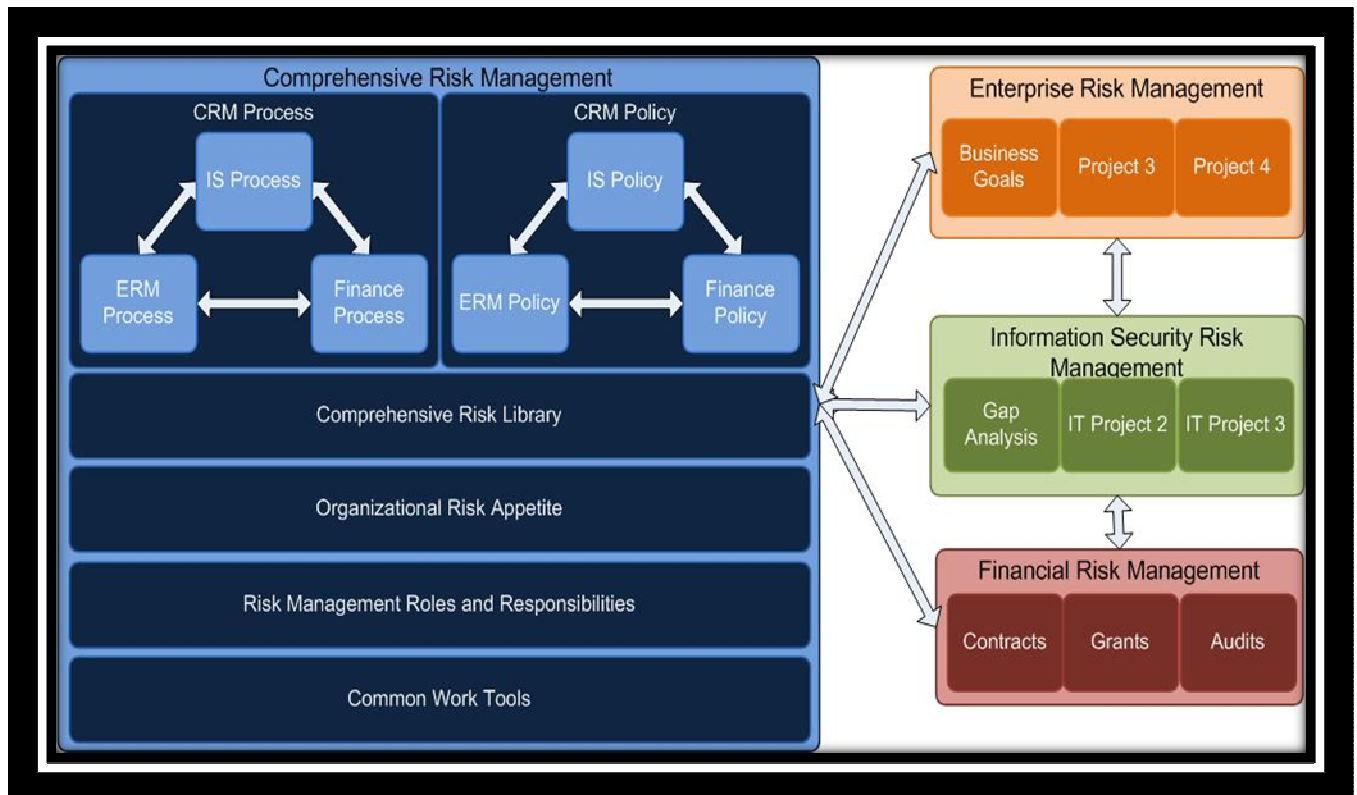 Comprehensive Risk Management
CRM Process
IS Process
ERM
Process
Finance
Process
CRM Policy
IS Policy
ERM Policy
Finance
Policy
Comprehensive Risk Library
Organizational Risk Appetite
Risk Management Roles and Responsibilities
Common Work Tools
Enterprise Risk Management
Business
Goals
Project 3
Project 4
Information Security Risk
Management
Gap
Analysis
IT Project 2
IT Project 3
Financial Risk Management
Contracts
Grants
Audits